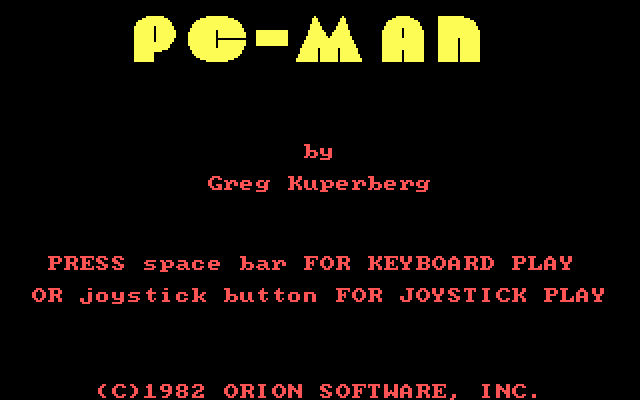 PC-MAN
by
Greg Kuperberg
PRESS space bar FOR KEYBOARD PLAY
OR joystick button FOR JOYSTICK PLAY
(C)1982 ORION SOFTWARE, INC.